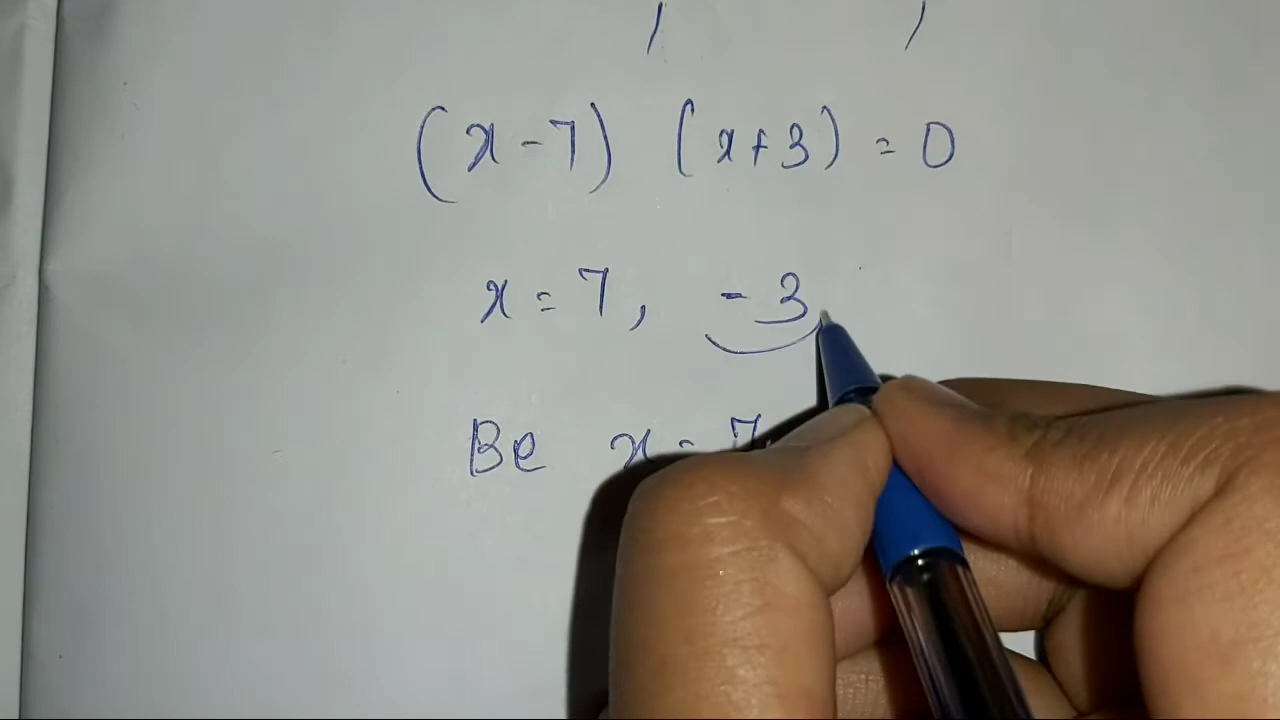 (x-7) (x+3) = 0
x = 7, -3
Be x = 7